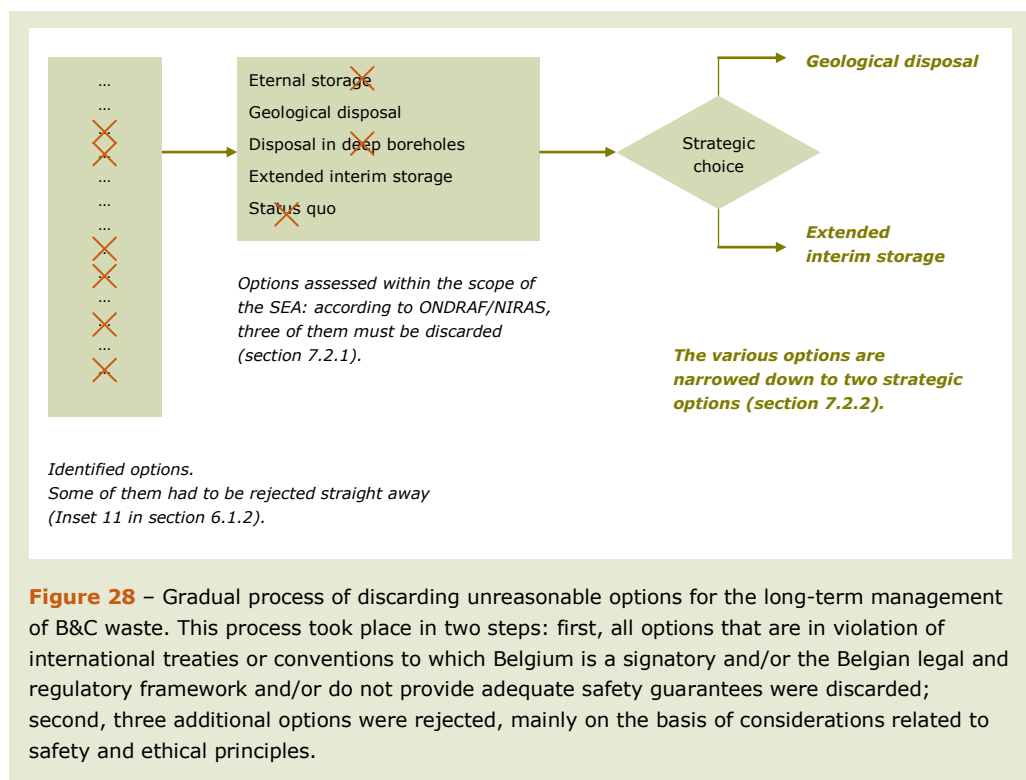 ...
...
...
...
...
...
...
...
...
...
...
Eternal storage
Geological disposal
Disposal in deep boreholes
Extended interim storage
Status quo
Strategic
choice
Geological disposal
Extended
interim storage
Options assessed within the scope of
the SEA: according to ONDRAF/NIRAS,
three of them must be discarded
(section 7.2.1).
The various options are
narrowed down to two strategic
options (section 7.2.2).
Identified options.
Some of them had to be rejected straight away
(Inset 11 in section 6.1.2).
Figure 28 – Gradual process of discarding unreasonable options for the long-term management
of B&C waste. This process took place in two steps: first, all options that are in violation of
international treaties or conventions to which Belgium is a signatory and/or the Belgian legal and
regulatory framework and/or do not provide adequate safety guarantees were discarded;
second, three additional options were rejected, mainly on the basis of considerations related to
safety and ethical principles.